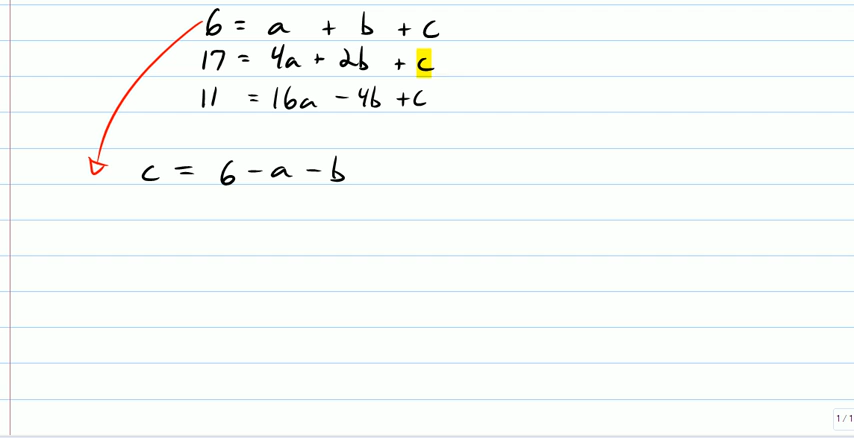 6 = a + b + c
17 = 4a + 2b + c
11 = 16a - 4b + c
c = 6 - a - b
1/1